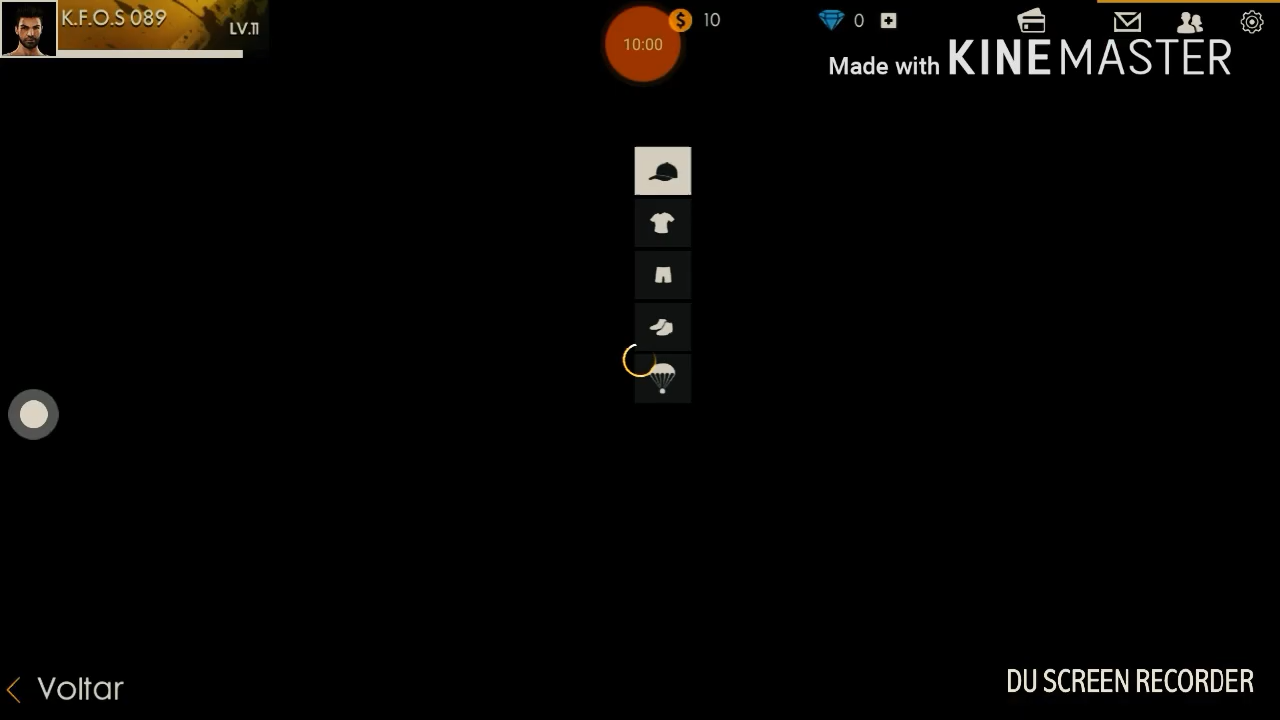 K.F.O.S 089
LV.11
10:00
10
0
Made with KINEMASTER
Voltar
DU SCREEN RECORDER